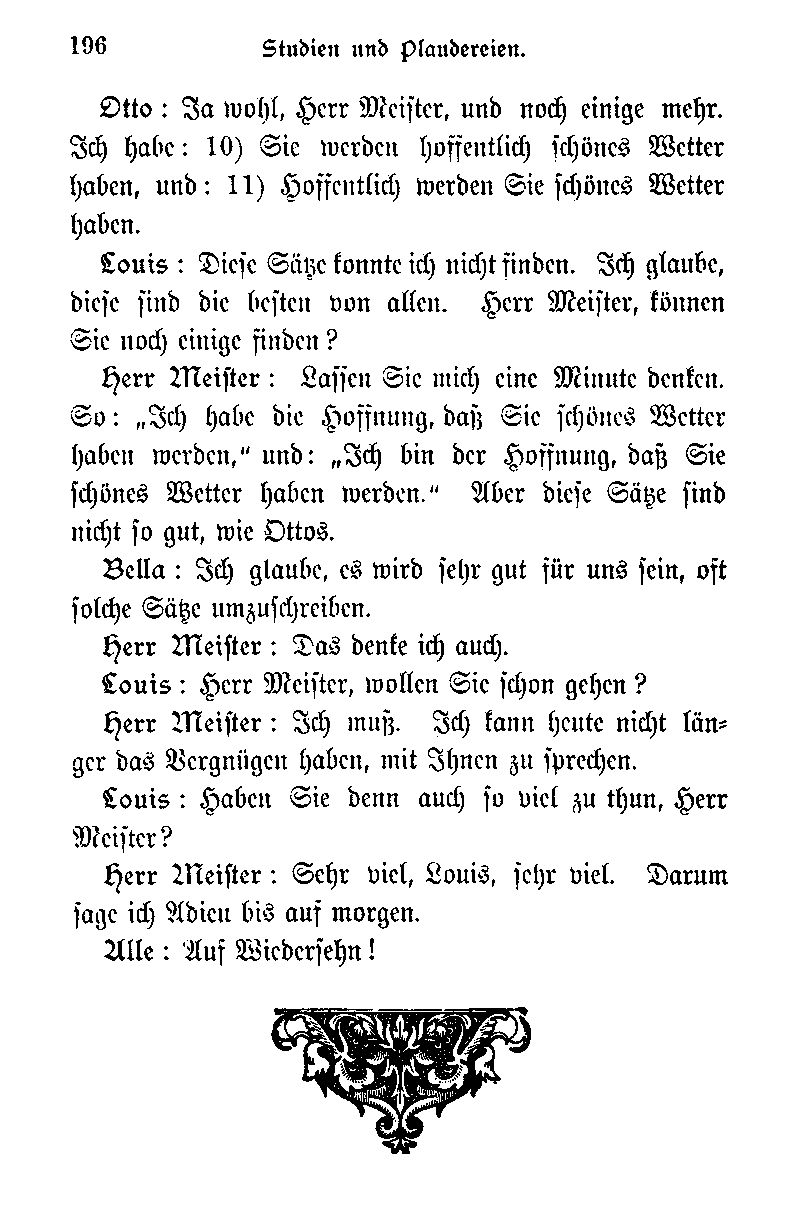 196 Studien und Plaudereien.
Otto : Ja wohl, Herr Meister, und noch einige mehr.
Ich habe : 10) Sie werden hoffentlich schönes Wetter
haben, und : 11) Hoffentlich werden Sie schönes Wetter
haben.
Louis : Diese Sätze konnte ich nicht finden. Ich glaube,
diese sind die besten von allen. Herr Meister, können
Sie noch einige finden ?
Herr Meister : Lassen Sie mich eine Minute denken.
So : „Ich habe die Hoffnung, daß Sie schönes Wetter
haben werden,“ und : „Ich bin der Hoffnung, daß Sie
schönes Wetter haben werden.“ Aber diese Sätze sind
nicht so gut, wie Ottos.
Bella : Ich glaube, es wird sehr gut für uns sein, oft
solche Sätze umzuschreiben.
Herr Meister : Das denke ich auch.
Louis : Herr Meister, wollen Sie schon gehen ?
Herr Meister : Ich muß. Ich kann heute nicht län-
ger das Vergnügen haben, mit Ihnen zu sprechen.
Louis : Haben Sie denn auch so viel zu thun, Herr
Meister ?
Herr Meister : Sehr viel, Louis, sehr viel. Darum
sage ich Adieu bis auf morgen.
Alle : Auf Wiedersehn !